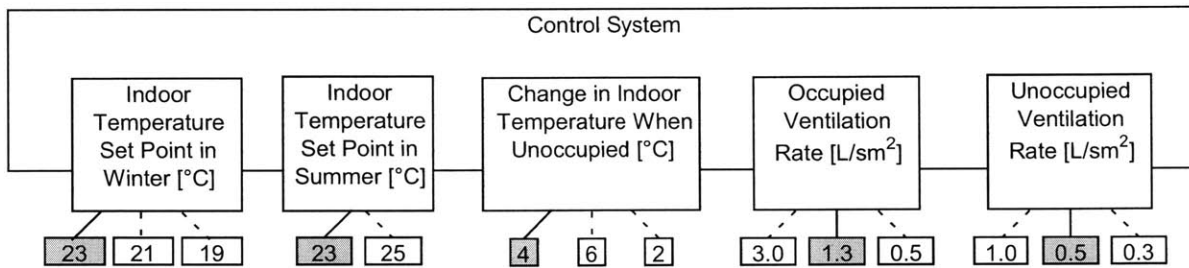 Control System
Indoor
Temperature
Set Point in
Winter [°C]
Indoor
Temperature
Set Point in
Summer [°C]
Change in Indoor
Temperature When
Unoccupied [°C]
Occupied
Ventilation
Rate [L/sm²]
Unoccupied
Ventilation
Rate [L/sm²]
23 21 19
23 25
4 6 2
3.0 1.3 0.5
1.0 0.5 0.3